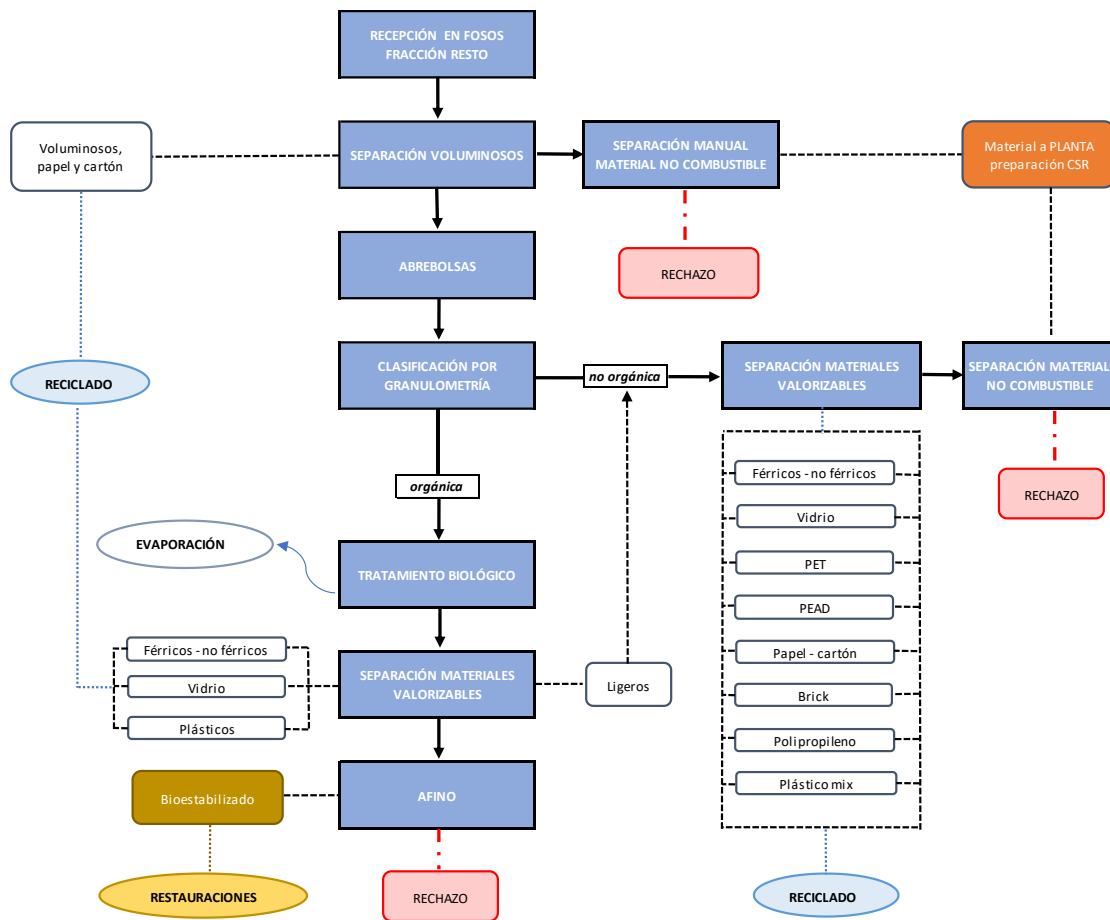 RECEPCIÓN EN FOSOS
FRACCIÓN RESTO
Voluminosos,
papel y cartón
SEPARACIÓN VOLUMINOSOS
SEPARACIÓN MANUAL
MATERIAL NO COMBUSTIBLE
Material a PLANTA
preparación CSR
ABREBOLSAS
RECHAZO
RECICLADO
CLASIFICACIÓN POR
GRANULOMETRÍA
no orgánica
SEPARACIÓN MATERIALES
VALORIZABLES
SEPARACIÓN MATERIAL
NO COMBUSTIBLE
orgánica
Férricos - no férricos
RECHAZO
Vidrio
EVAPORACIÓN
TRATAMIENTO BIOLÓGICO
PET
PEAD
Férricos - no férricos
Vidrio
Plásticos
SEPARACIÓN MATERIALES
VALORIZABLES
Ligeros
Papel - cartón
Brick
Polipropileno
Plástico mix
Bioestabilizado
AFINO
RESTAURACIONES
RECHAZO
RECICLADO